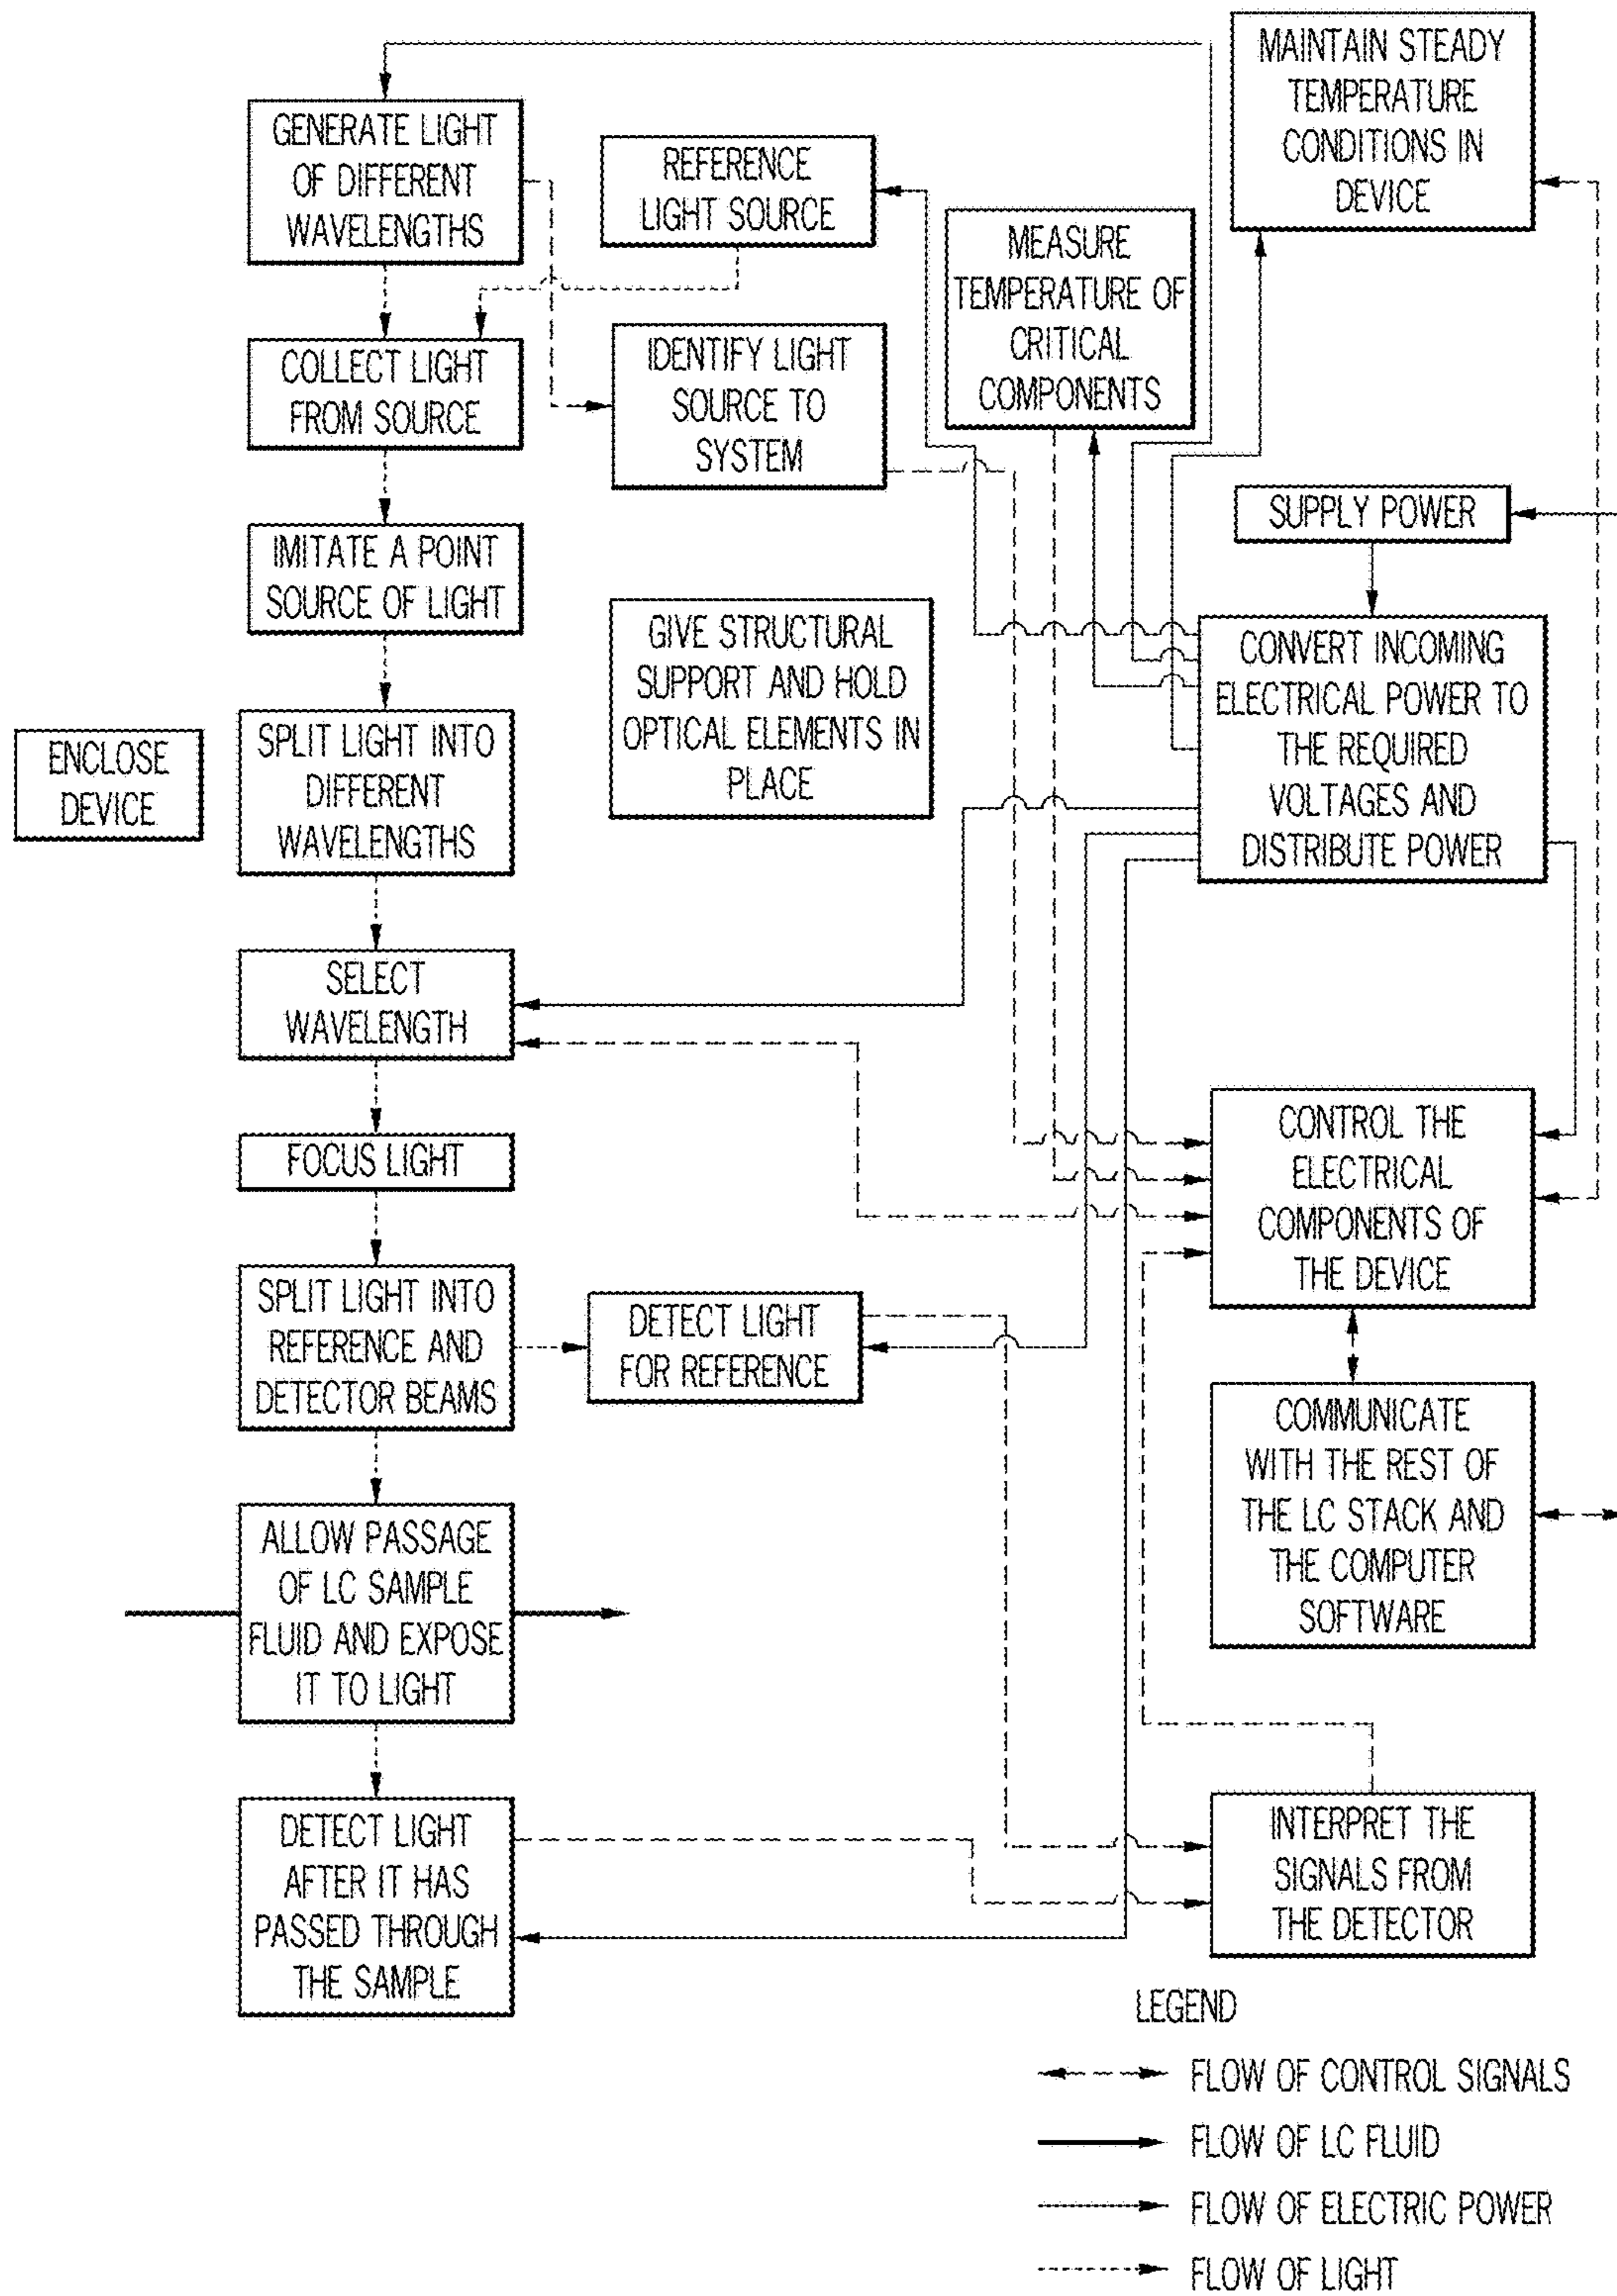 GENERATE LIGHT
OF DIFFERENT
WAVELENGTHS
REFERENCE
LIGHT SOURCE
MAINTAIN STEADY
TEMPERATURE
CONDITIONS IN
DEVICE
MEASURE
TEMPERATURE OF
CRITICAL
COMPONENTS
COLLECT LIGHT
FROM SOURCE
IDENTIFY LIGHT
SOURCE TO
SYSTEM
SUPPLY POWER
IMITATE A POINT
SOURCE OF LIGHT
GIVE STRUCTURAL
SUPPORT AND HOLD
OPTICAL ELEMENTS IN
PLACE
CONVERT INCOMING
ELECTRICAL POWER TO
THE REQUIRED
VOLTAGES AND
DISTRIBUTE POWER
ENCLOSE
DEVICE
SPLIT LIGHT INTO
DIFFERENT
WAVELENGTHS
SELECT
WAVELENGTH
FOCUS LIGHT
CONTROL THE
ELECTRICAL
COMPONENTS OF
THE DEVICE
SPLIT LIGHT INTO
REFERENCE AND
DETECTOR BEAMS
DETECT LIGHT
FOR REFERENCE
COMMUNICATE
WITH THE REST OF
THE LC STACK AND
THE COMPUTER
SOFTWARE
ALLOW PASSAGE
OF LC SAMPLE
FLUID AND EXPOSE
IT TO LIGHT
DETECT LIGHT
AFTER IT HAS
PASSED THROUGH
THE SAMPLE
INTERPRET THE
SIGNALS FROM
THE DETECTOR
LEGEND
FLOW OF CONTROL SIGNALS
FLOW OF LC FLUID
FLOW OF ELECTRIC POWER
FLOW OF LIGHT